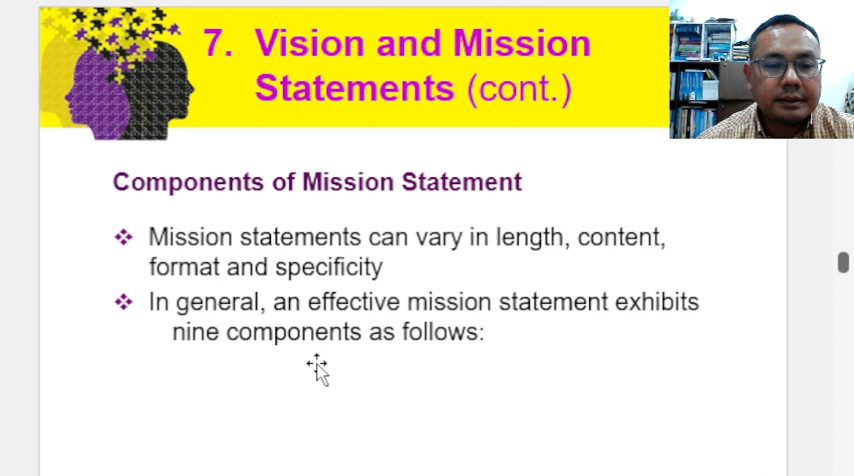 7. Vision and Mission
Statements (cont.)
Components of Mission Statement
Mission statements can vary in length, content,
format and specificity
In general, an effective mission statement exhibits
nine components as follows: